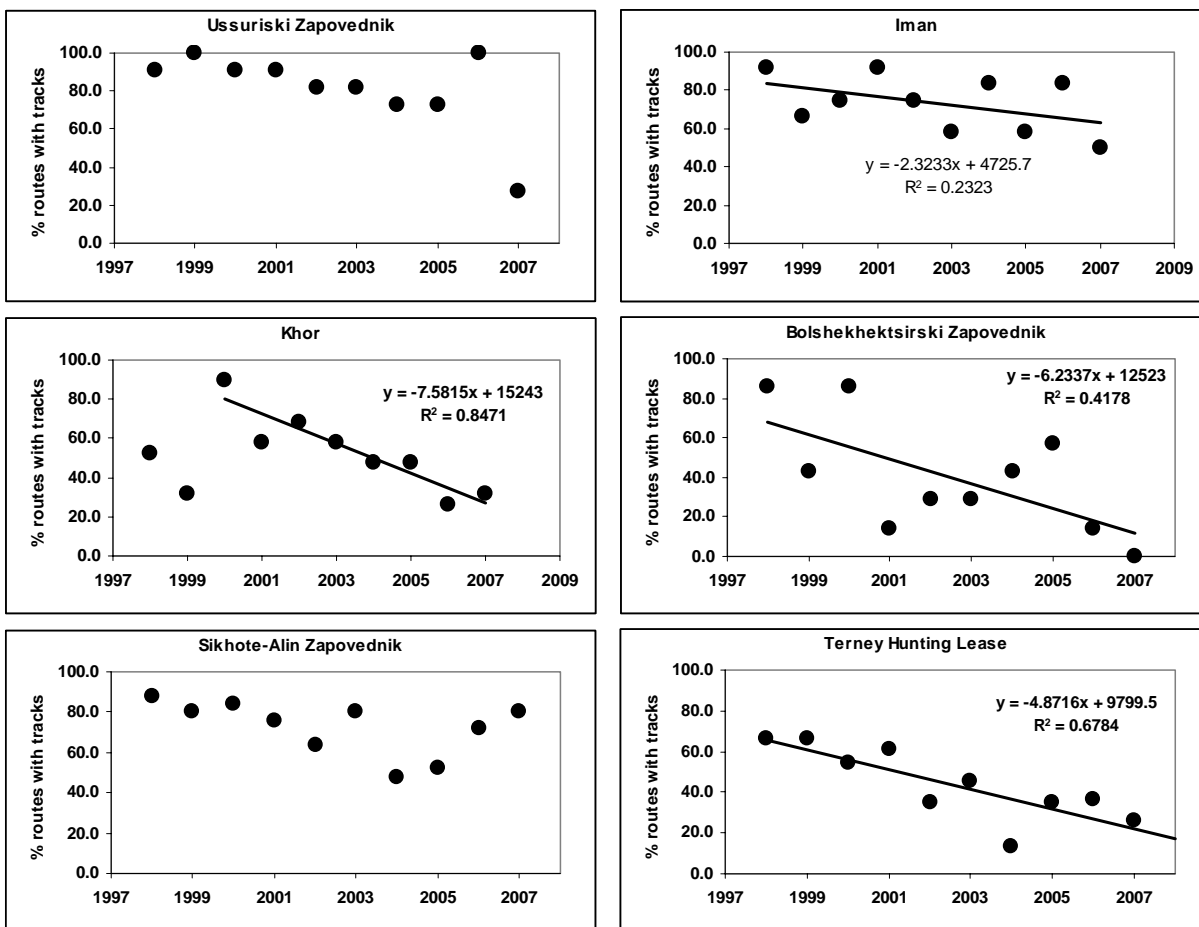 Ussuriski Zapovednik
% routes with tracks
100.0
80.0
60.0
40.0
20.0
0.0
1997 1999 2001 2003 2005 2007
Iman
% routes with tracks
100.0
80.0
60.0
40.0
20.0
0.0
y = -2.3233x + 4725.7
R² = 0.2323
1997 1999 2001 2003 2005 2007 2009
Khor
% routes with tracks
100.0
80.0
60.0
40.0
20.0
0.0
y = -7.5815x + 15243
R² = 0.8471
1997 1999 2001 2003 2005 2007 2009
Bolshekhektsirski Zapovednik
% routes with tracks
100.0
80.0
60.0
40.0
20.0
0.0
y = -6.2337x + 12523
R² = 0.4178
1997 1999 2001 2003 2005 2007
Sikhote-Alin Zapovednik
% routes with tracks
100.0
80.0
60.0
40.0
20.0
0.0
1997 1999 2001 2003 2005 2007
Terney Hunting Lease
% routes with tracks
100.0
80.0
60.0
40.0
20.0
0.0
y = -4.8716x + 9799.5
R² = 0.6784
1997 1999 2001 2003 2005 2007